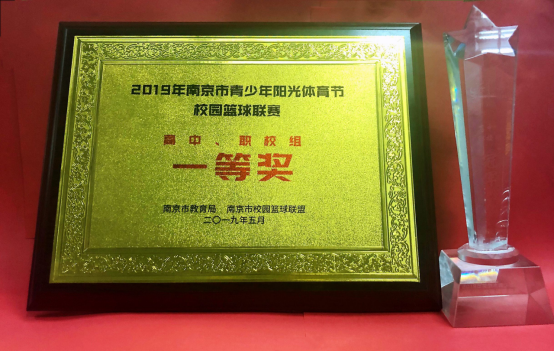 2019年南京市青少年阳光体育节
校园篮球联赛
高中、职校组
一等奖
南京市教育局 南京市校园篮球联盟
二〇一九年五月